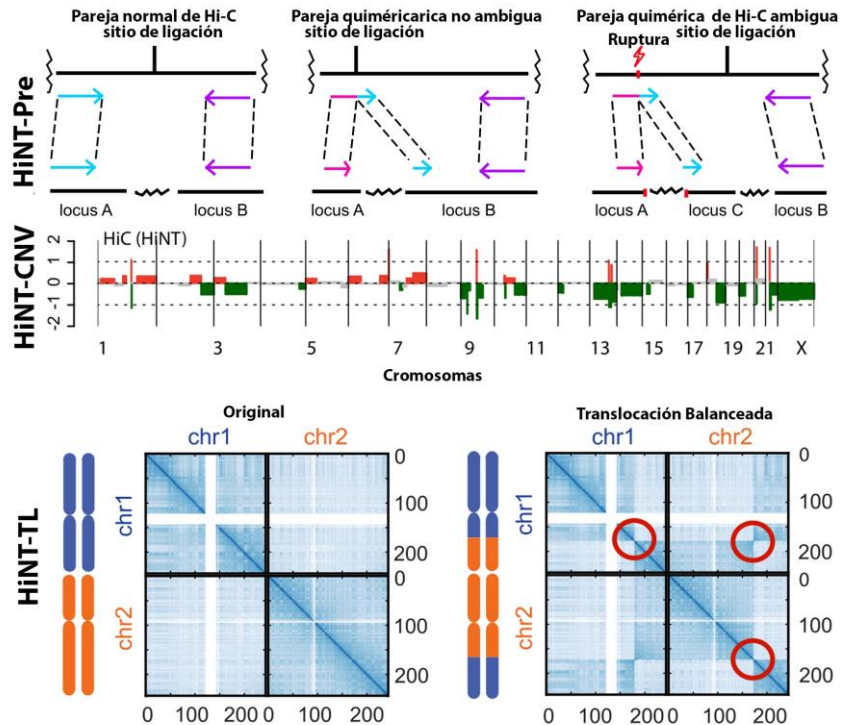 HiNT-Pre
Pareja normal de Hi-C
sitio de ligación
Pareja quiméricarica no ambigua
sitio de ligación
Pareja quimérica de Hi-C ambigua
sitio de ligación
Ruptura
locus A
locus B
locus A
locus B
locus A
locus C
locus B
HiNT-CNV
HiC (HiNT)
2
1
0
-1
-2
1 3 5 7 9 11 13 15 17 19 21 X
Cromosomas
HiNT-TL
Original
chr1 chr2
chr1
chr2
0
100
200
0
100
200
0 100 200 0 100 200
Translocación Balanceada
chr1 chr2
chr1
chr2
0
100
200
0
100
200
0 100 200 0 100 200